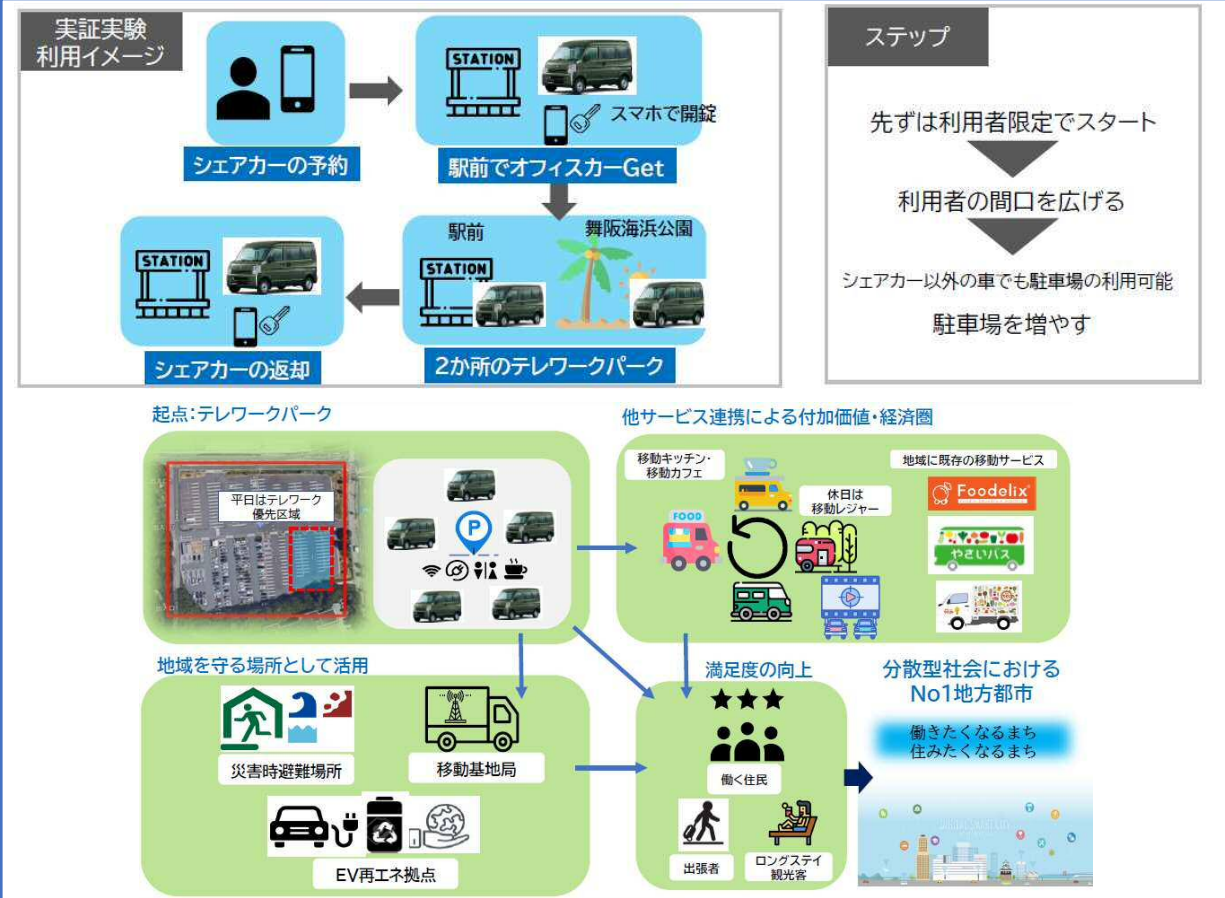 実証実験
利用イメージ
STATION
スマホで開錠
シェアカーの予約
駅前でオフィスカーGet
駅前
舞阪海浜公園
STATION
STATION
シェアカーの返却
2か所のテレワークパーク
ステップ
先ずは利用者限定でスタート
利用者の間口を広げる
シェアカー以外の車でも駐車場の利用可能
駐車場を増やす
起点:テレワークパーク
平日はテレワーク
優先区域
P
他サービス連携による付加価値・経済圏
移動キッチン・
移動カフェ
地域に既存の移動サービス
休日は
移動レジャー
FOOD
Foodelix
やさいバス
地域を守る場所として活用
災害時避難場所
移動基地局
EV再エネ拠点
満足度の向上
働く住民
出張者
ロングステイ
観光客
分散型社会における
No1地方都市
働きたくなるまち
住みたくなるまち